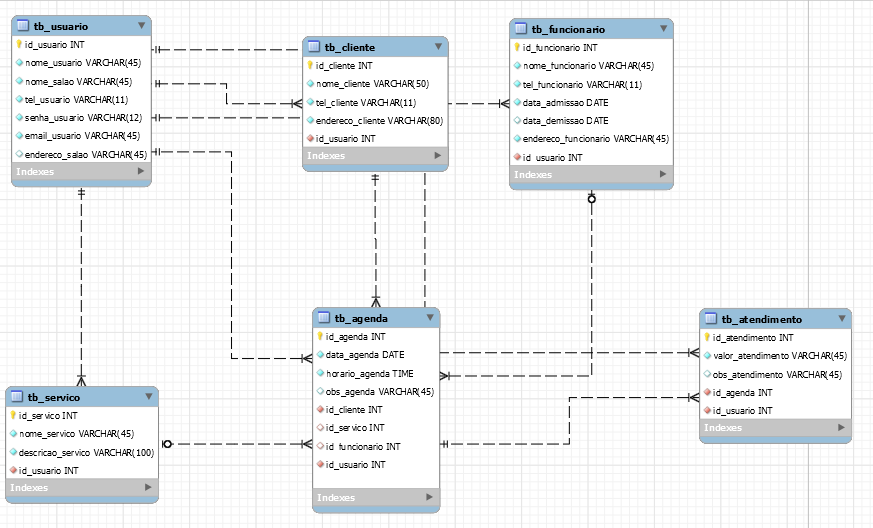 tb_usuario
id_usuario INT
nome_usuario VARCHAR(45)
nome_salao VARCHAR(45)
tel_usuario VARCHAR(11)
senha_usuario VARCHAR(12)
email_usuario VARCHAR(45)
endereco_salao VARCHAR(45)
Indexes
tb_cliente
id_cliente INT
nome_cliente VARCHAR(50)
tel_cliente VARCHAR(11)
endereco_cliente VARCHAR(80)
id_usuario INT
Indexes
tb_funcionario
id_funcionario INT
nome_funcionario VARCHAR(45)
tel_funcionario VARCHAR(11)
data_admissao DATE
data_demissao DATE
endereco_funcionario VARCHAR(45)
id_usuario INT
Indexes
tb_servico
id_servico INT
nome_servico VARCHAR(45)
descricao_servico VARCHAR(100)
id_usuario INT
Indexes
tb_agenda
id_agenda INT
data_agenda DATE
horario_agenda TIME
obs_agenda VARCHAR(45)
id_cliente INT
id_servico INT
id_funcionario INT
id_usuario INT
Indexes
tb_atendimento
id_atendimento INT
valor_atendimento VARCHAR(45)
obs_atendimento VARCHAR(45)
id_agenda INT
id_usuario INT
Indexes